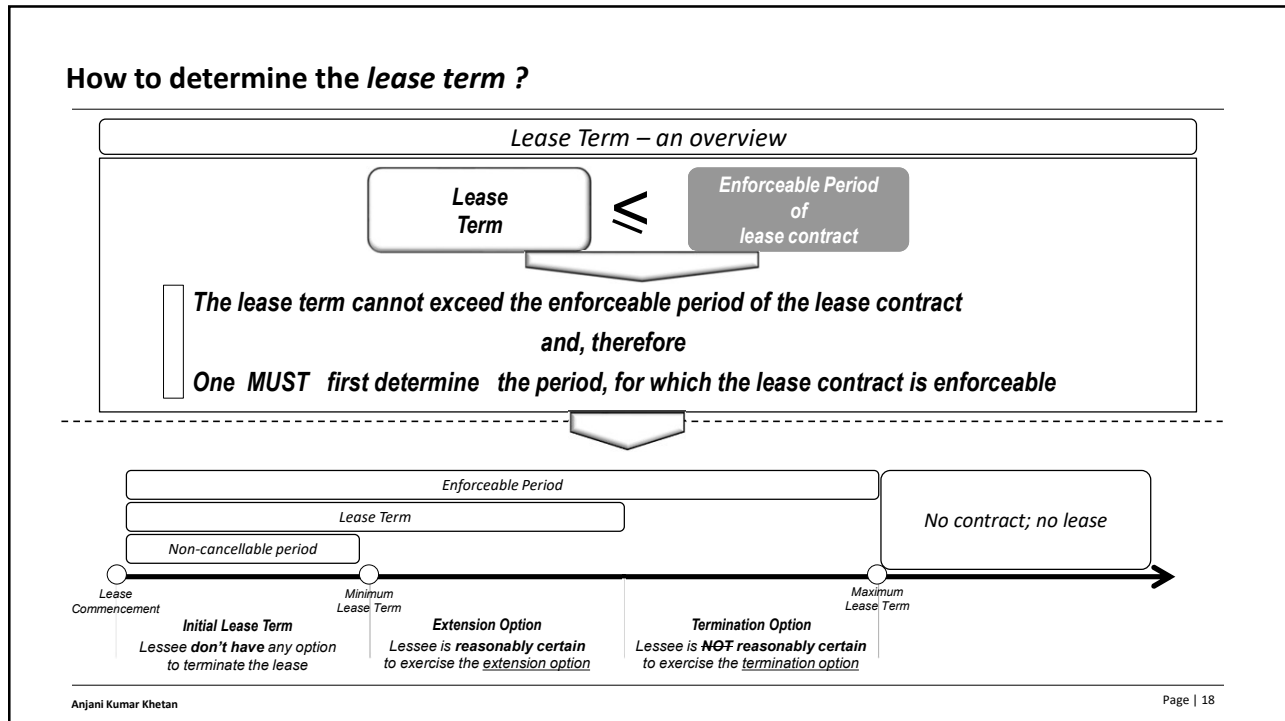 How to determine the lease term ?
Lease Term – an overview
Lease
Term
⩽
Enforceable Period
of
lease contract
The lease term cannot exceed the enforceable period of the lease contract
and, therefore
One MUST first determine the period, for which the lease contract is enforceable
Enforceable Period
Lease Term
Non-cancellable period
No contract; no lease
Lease
Commencement
Minimum
Lease Term
Maximum
Lease Term
Initial Lease Term
Lessee don't have any option
to terminate the lease
Extension Option
Lessee is reasonably certain
to exercise the extension option
Termination Option
Lessee is NOT reasonably certain
to exercise the termination option
Anjani Kumar Khetan
Page | 18